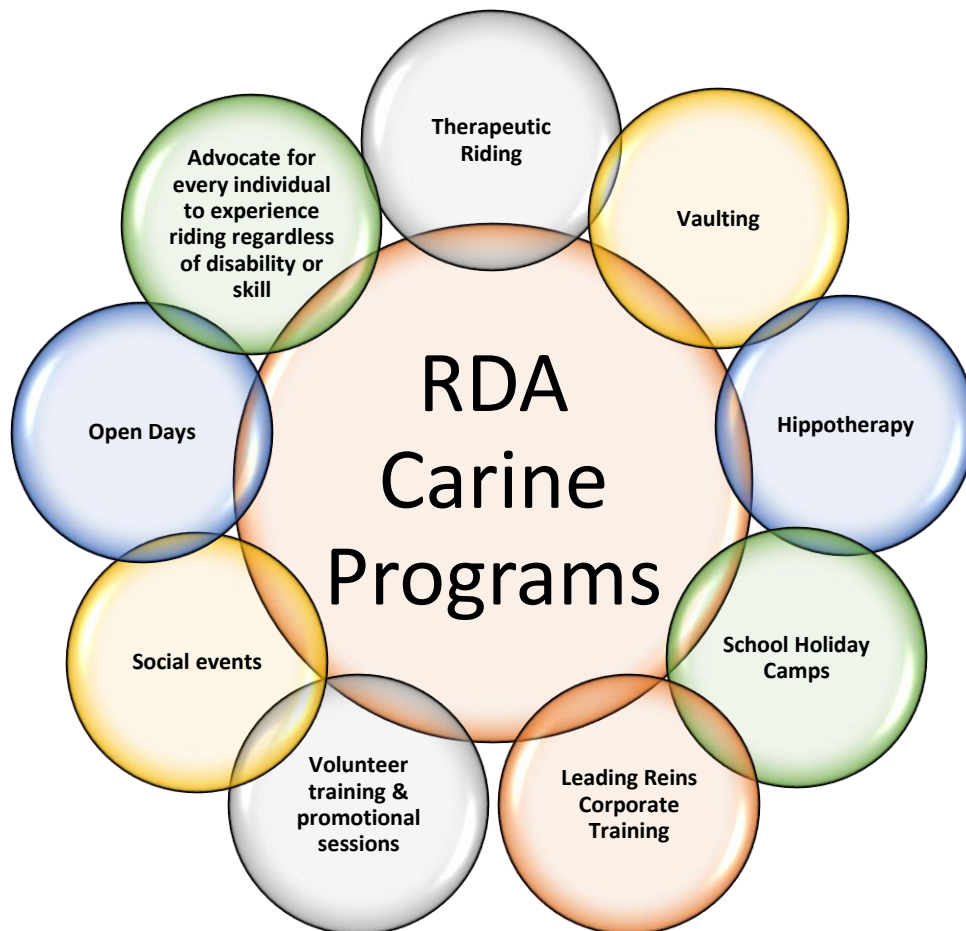 Therapeutic
Riding
Vaulting
Hippotherapy
School Holiday
Camps
Leading Reins
Corporate
Training
Volunteer
training &
promotional
sessions
Social events
Open Days
Advocate for
every individual
to experience
riding regardless
of disability or
skill
RDA
Carine
Programs